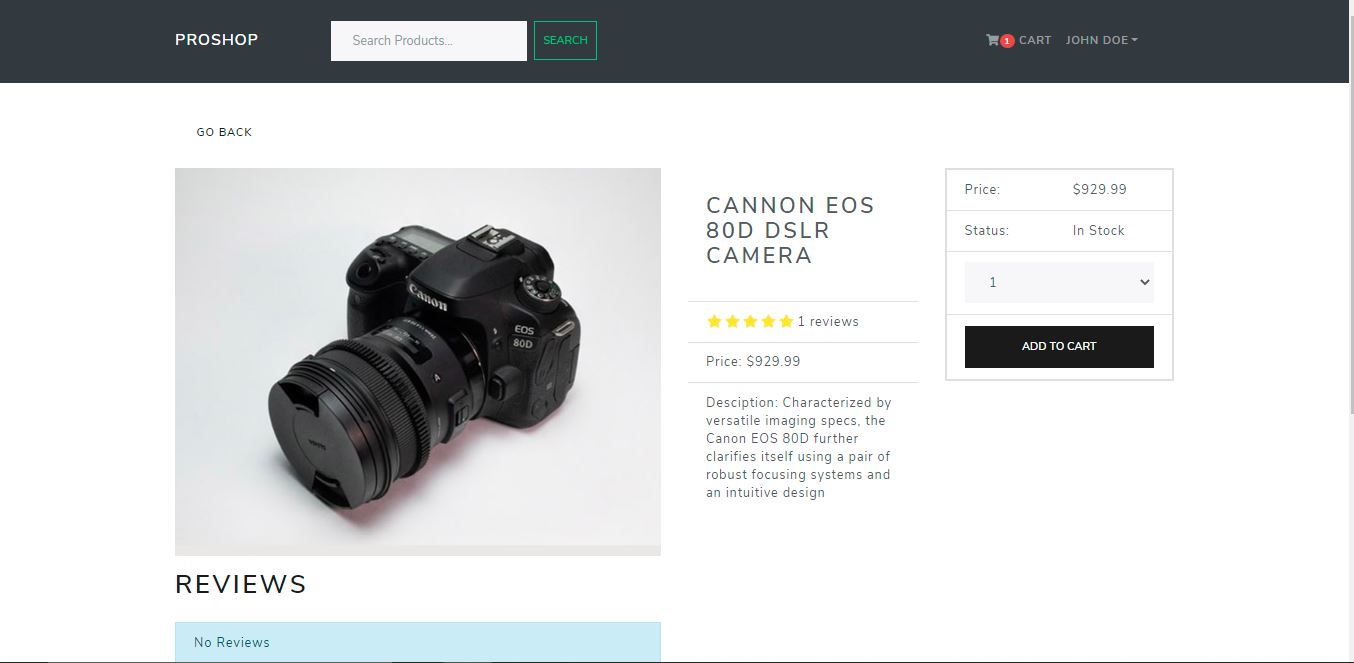 PROSHOP
Search Products...
SEARCH
1 CART
JOHN DOE
GO BACK
Canon
EOS
80D
A
CANNON EOS
80D DSLR
CAMERA
1 reviews
Price: $929.99
Desciption: Characterized by
versatile imaging specs, the
Canon EOS 80D further
clarifies itself using a pair of
robust focusing systems and
an intuitive design
Price: $929.99
Status: In Stock
1
ADD TO CART
REVIEWS
No Reviews